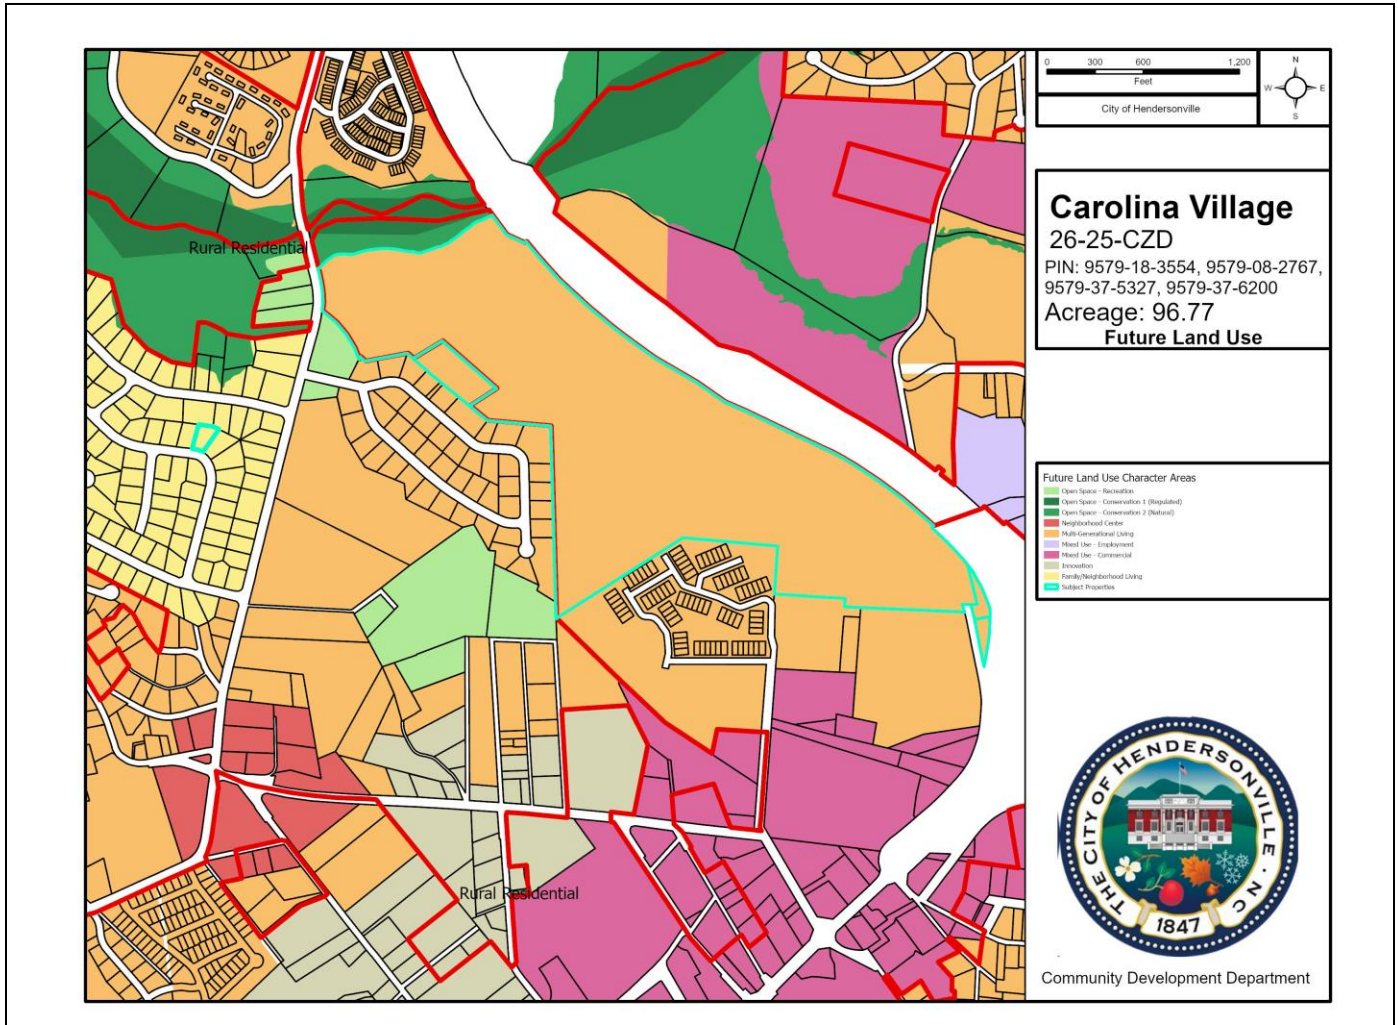 0 300 600 1,200
Feet
City of Hendersonville
N
W E
S
Carolina Village
26-25-CZD
PIN: 9579-18-3554, 9579-08-2767,
9579-37-5327, 9579-37-6200
Acreage: 96.77
Future Land Use
Rural Residential
Future Land Use Character Areas
Open Space - Recreation
Open Space - Conservation 1 (Regulated)
Open Space - Conservation 2 (Natural)
Neighborhood Center
Multi-Generational Living
Mixed Use - Employment
Mixed Use - Commercial
Innovation
Family/Neighborhood Living
Subject Properties
Rural Residential
THE CITY OF HENDERSONVILLE · NC
1847
Community Development Department